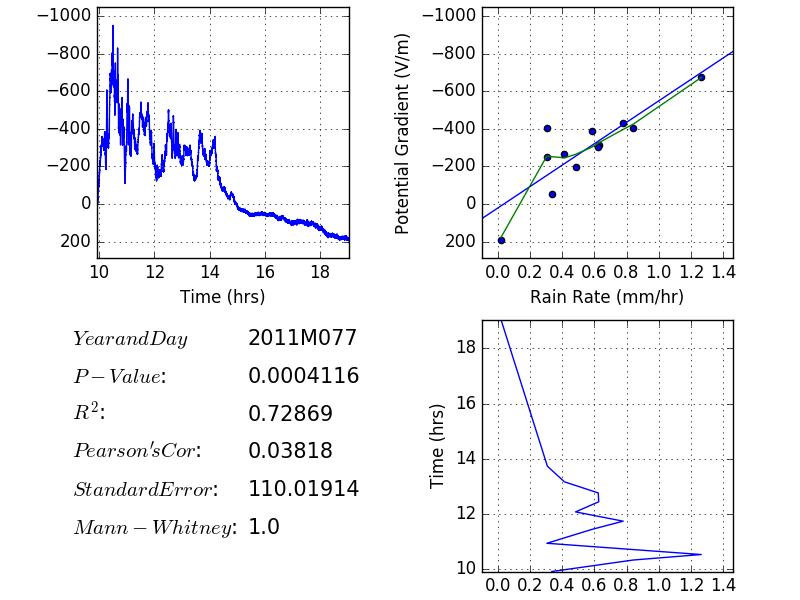 −1000
−800
−600
−400
−200
0
200
10 12 14 16 18
Time (hrs)
−1000
−800
−600
−400
−200
0
200
Potential Gradient (V/m)
0.0 0.2 0.4 0.6 0.8 1.0 1.2 1.4
Rain Rate (mm/hr)
YearandDay 2011M077
P−Value: 0.0004116
R²: 0.72869
Pearson'sCor: 0.03818
StandardError: 110.01914
Mann−Whitney: 1.0
18
16
14
12
10
Time (hrs)
0.0 0.2 0.4 0.6 0.8 1.0 1.2 1.4